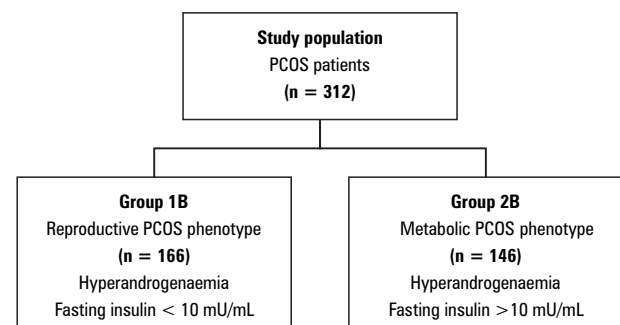 Study population
PCOS patients
(n = 312)
Group 1B
Reproductive PCOS phenotype
(n = 166)
Hyperandrogenaemia
Fasting insulin < 10 mU/mL
Group 2B
Metabolic PCOS phenotype
(n = 146)
Hyperandrogenaemia
Fasting insulin >10 mU/mL